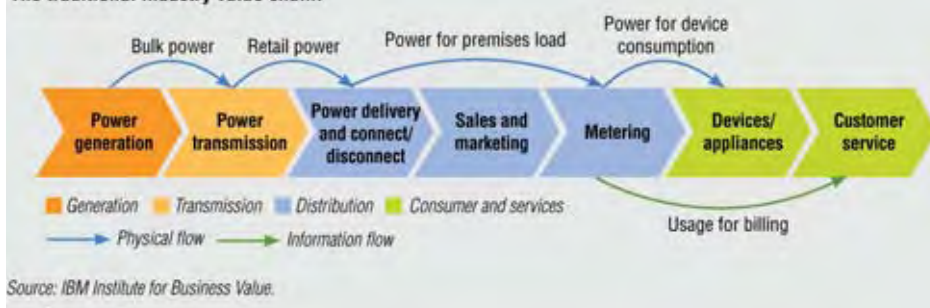 Bulk power
Retail power
Power for premises load
Power for device
consumption
Power
generation
Power
transmission
Power delivery
and connect/
disconnect
Sales and
marketing
Metering
Devices/
appliances
Customer
service
Generation
Transmission
Distribution
Consumer and services
Physical flow
Information flow
Usage for billing
Source: IBM Institute for Business Value.